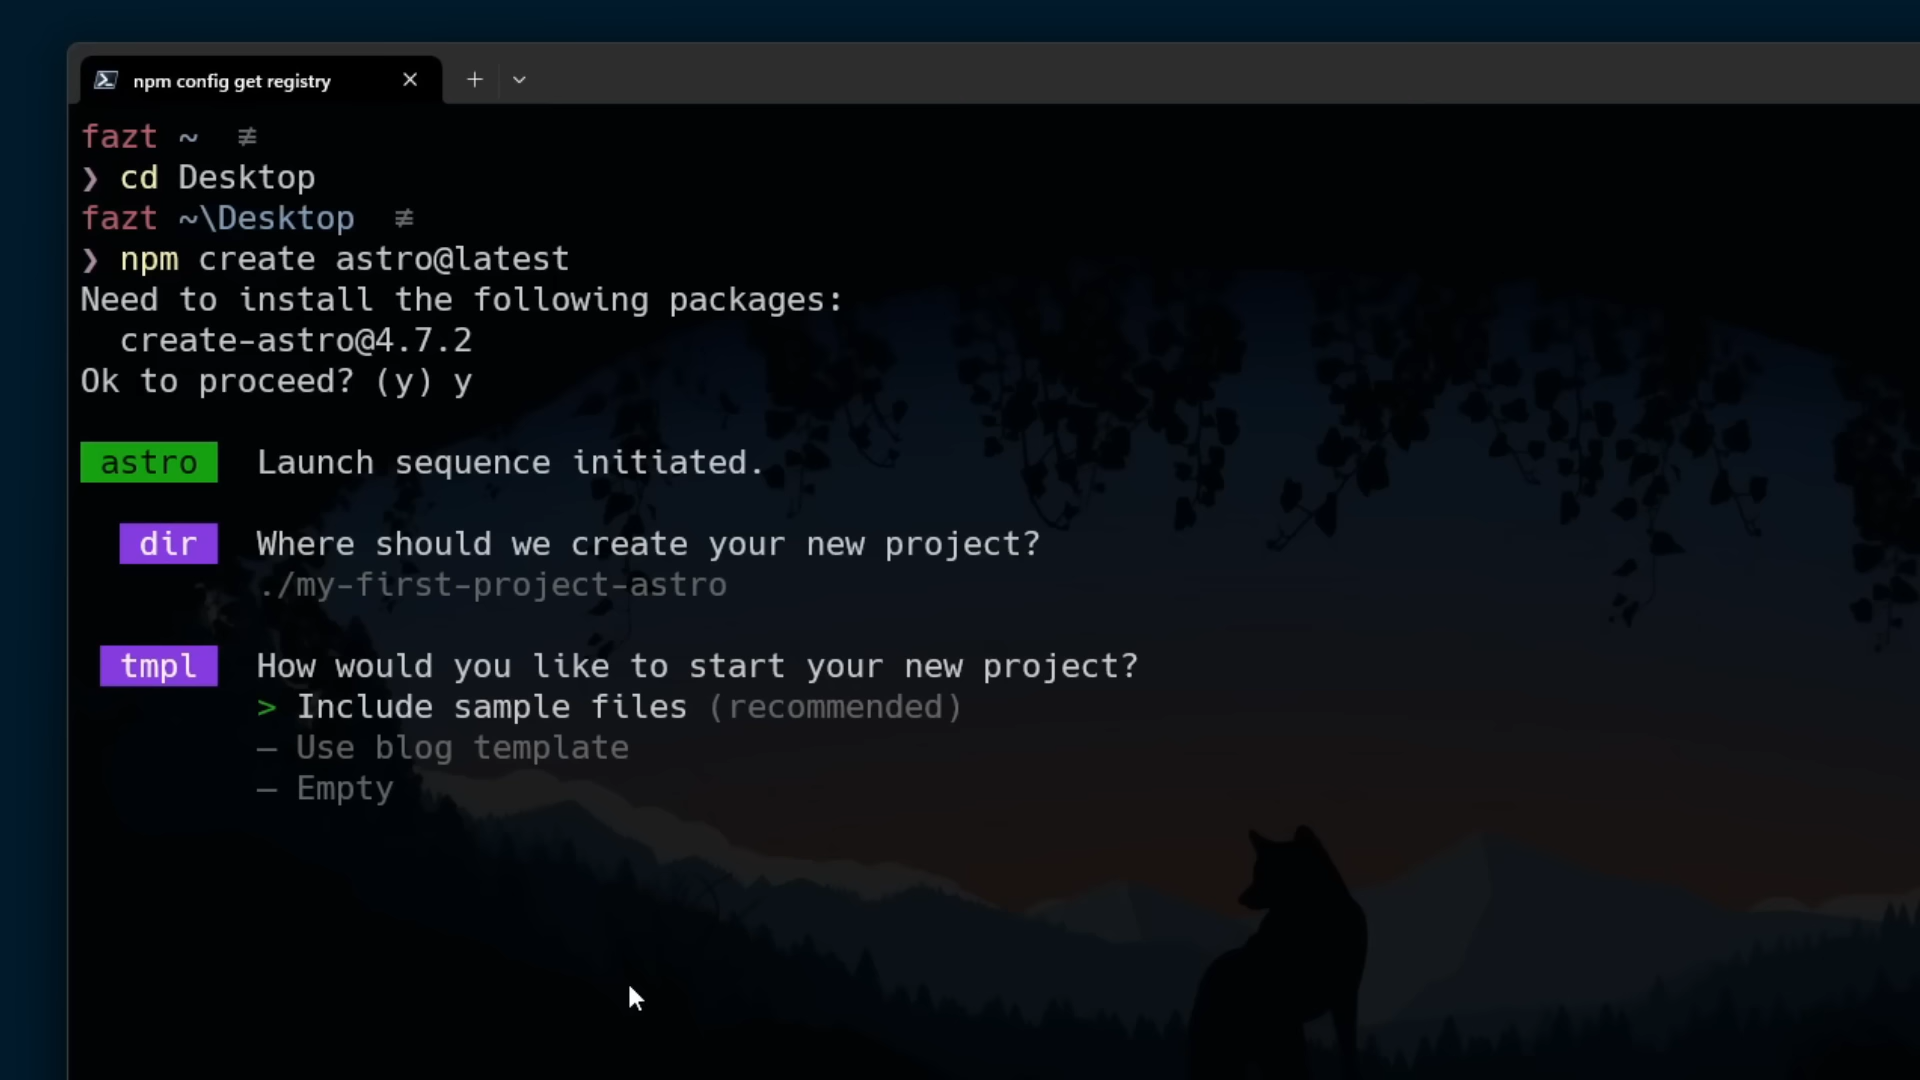 npm config get registry
fazt ~ ≢
❯ cd Desktop
fazt ~\Desktop ≢
❯ npm create astro@latest
Need to install the following packages:
create-astro@4.7.2
Ok to proceed? (y) y
astro Launch sequence initiated.
dir Where should we create your new project?
./my-first-project-astro
tmpl How would you like to start your new project?
> Include sample files (recommended)
— Use blog template
— Empty